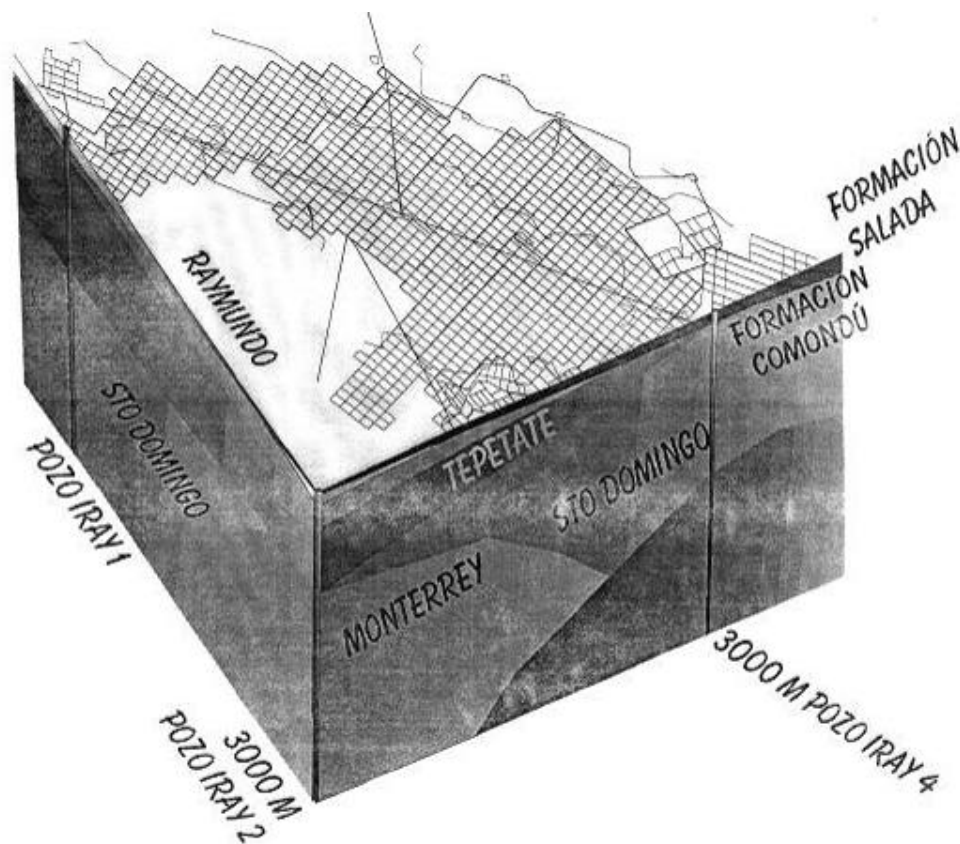 FORMACIÓN
SALADA
FORMACIÓN
COMONDÚ
RAYMUNDO
STO DOMINGO
TEPETATE
STO DOMINGO
MONTERREY
POZO IRAY 1
3000 M
POZO IRAY 2
3000 M POZO IRAY 4